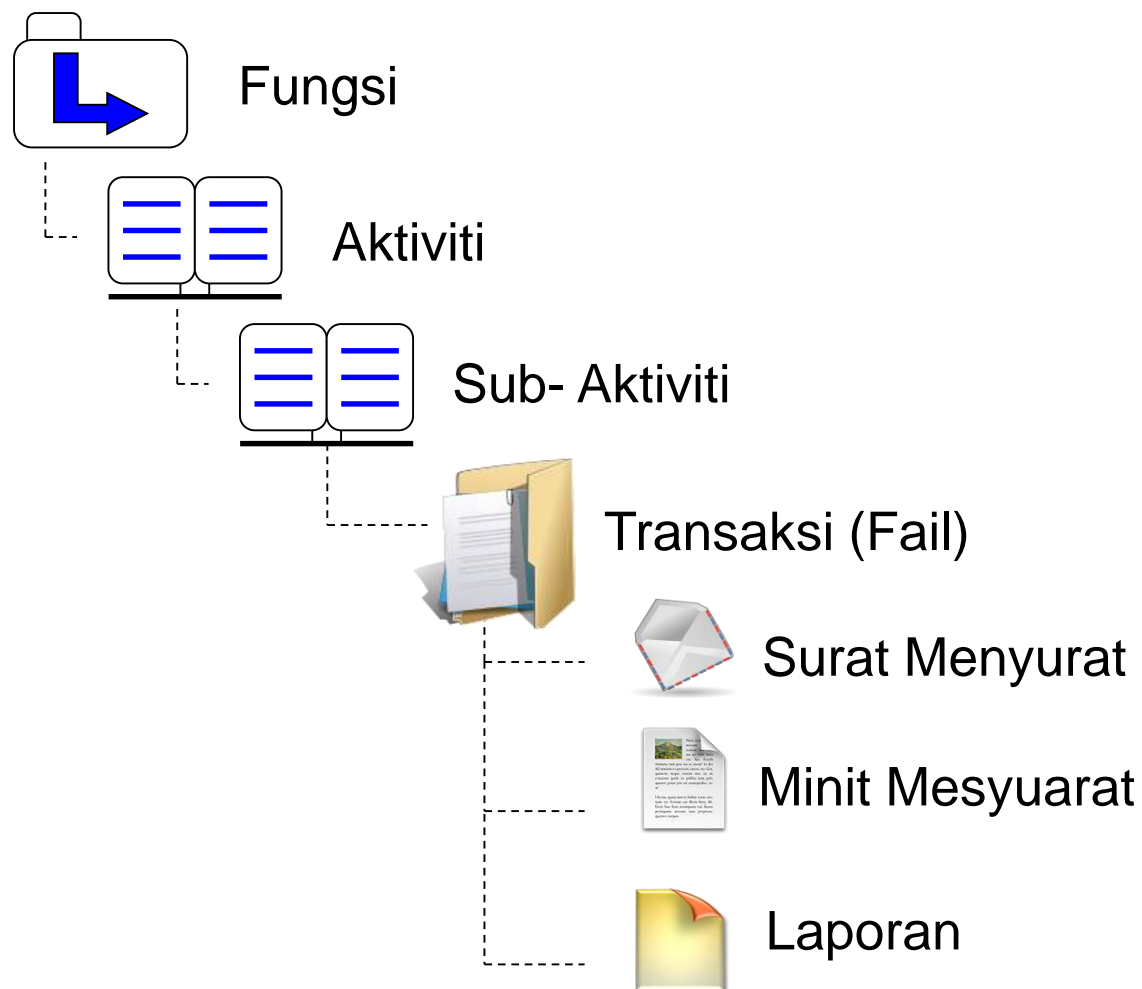 Fungsi
Aktiviti
Sub- Aktiviti
Transaksi (Fail)
Surat Menyurat
Minit Mesyuarat
Laporan